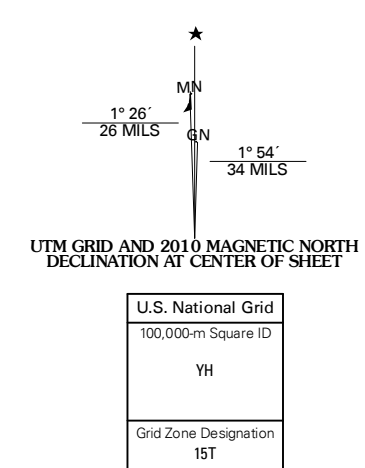 ★
MN
1° 26´
26 MILS
GN
1° 54´
34 MILS
UTM GRID AND 2010 MAGNETIC NORTH
DECLINATION AT CENTER OF SHEET
U.S. National Grid
100,000-m Square ID
YH
Grid Zone Designation
15T